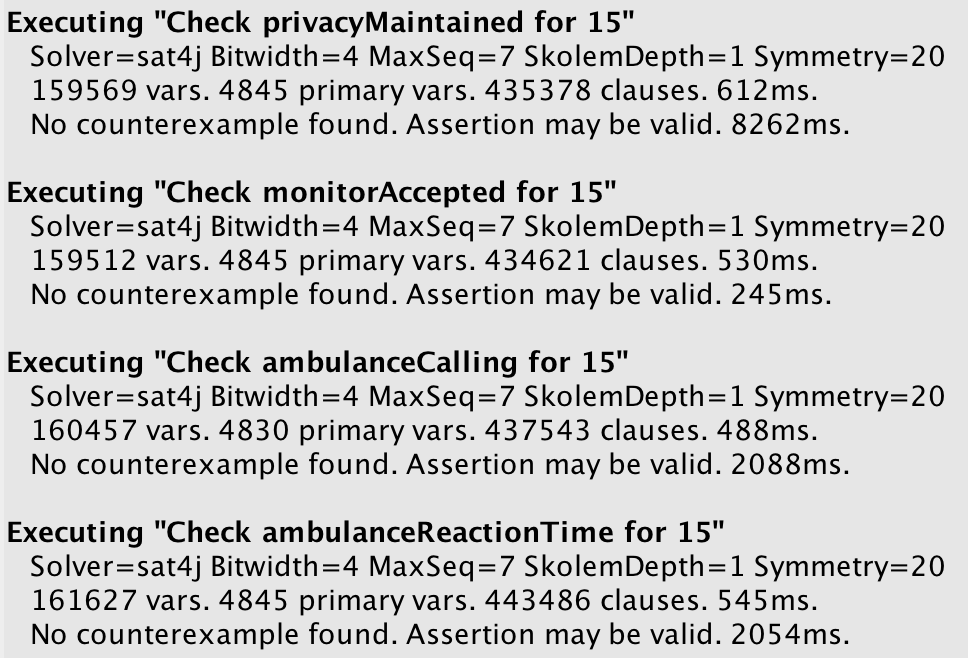 Executing "Check privacyMaintained for 15"
Solver=sat4j Bitwidth=4 MaxSeq=7 SkolemDepth=1 Symmetry=20
159569 vars. 4845 primary vars. 435378 clauses. 612ms.
No counterexample found. Assertion may be valid. 8262ms.
Executing "Check monitorAccepted for 15"
Solver=sat4j Bitwidth=4 MaxSeq=7 SkolemDepth=1 Symmetry=20
159512 vars. 4845 primary vars. 434621 clauses. 530ms.
No counterexample found. Assertion may be valid. 245ms.
Executing "Check ambulanceCalling for 15"
Solver=sat4j Bitwidth=4 MaxSeq=7 SkolemDepth=1 Symmetry=20
160457 vars. 4830 primary vars. 437543 clauses. 488ms.
No counterexample found. Assertion may be valid. 2088ms.
Executing "Check ambulanceReactionTime for 15"
Solver=sat4j Bitwidth=4 MaxSeq=7 SkolemDepth=1 Symmetry=20
161627 vars. 4845 primary vars. 443486 clauses. 545ms.
No counterexample found. Assertion may be valid. 2054ms.